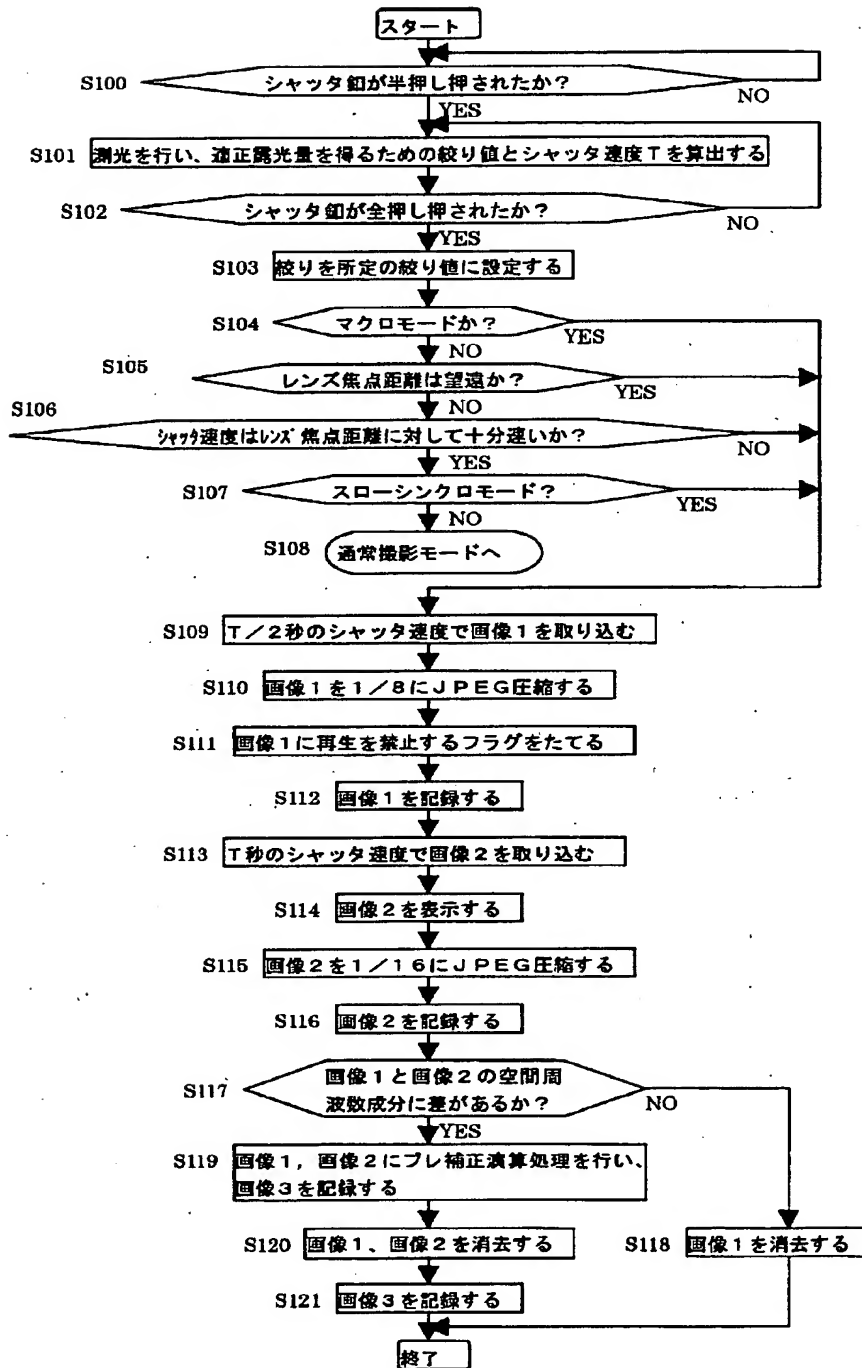 スタート
S100 シャッタ釦が半押し押されたか？
NO
YES
S101 測光を行い、適正露光量を得るための絞り値とシャッタ速度Ｔを算出する
S102 シャッタ釦が全押し押されたか？
NO
YES
S103 絞りを所定の絞り値に設定する
S104 マクロモードか？
YES
NO
S105 レンズ焦点距離は望遠か？
YES
NO
S106 ｼｬｯﾀ速度はﾚﾝｽﾞ焦点距離に対して十分速いか？
NO
YES
S107 スローシンクロモード？
YES
NO
S108 通常撮影モードへ
S109 Ｔ／２秒のシャッタ速度で画像１を取り込む
S110 画像１を１／８にＪＰＥＧ圧縮する
S111 画像１に再生を禁止するフラグをたてる
S112 画像１を記録する
S113 Ｔ秒のシャッタ速度で画像２を取り込む
S114 画像２を表示する
S115 画像２を１／１６にＪＰＥＧ圧縮する
S116 画像２を記録する
S117 画像１と画像２の空間周
波数成分に差があるか？
NO
YES
S119 画像１，画像２にブレ補正演算処理を行い、
画像３を記録する
S120 画像１、画像２を消去する
S118 画像１を消去する
S121 画像３を記録する
終了